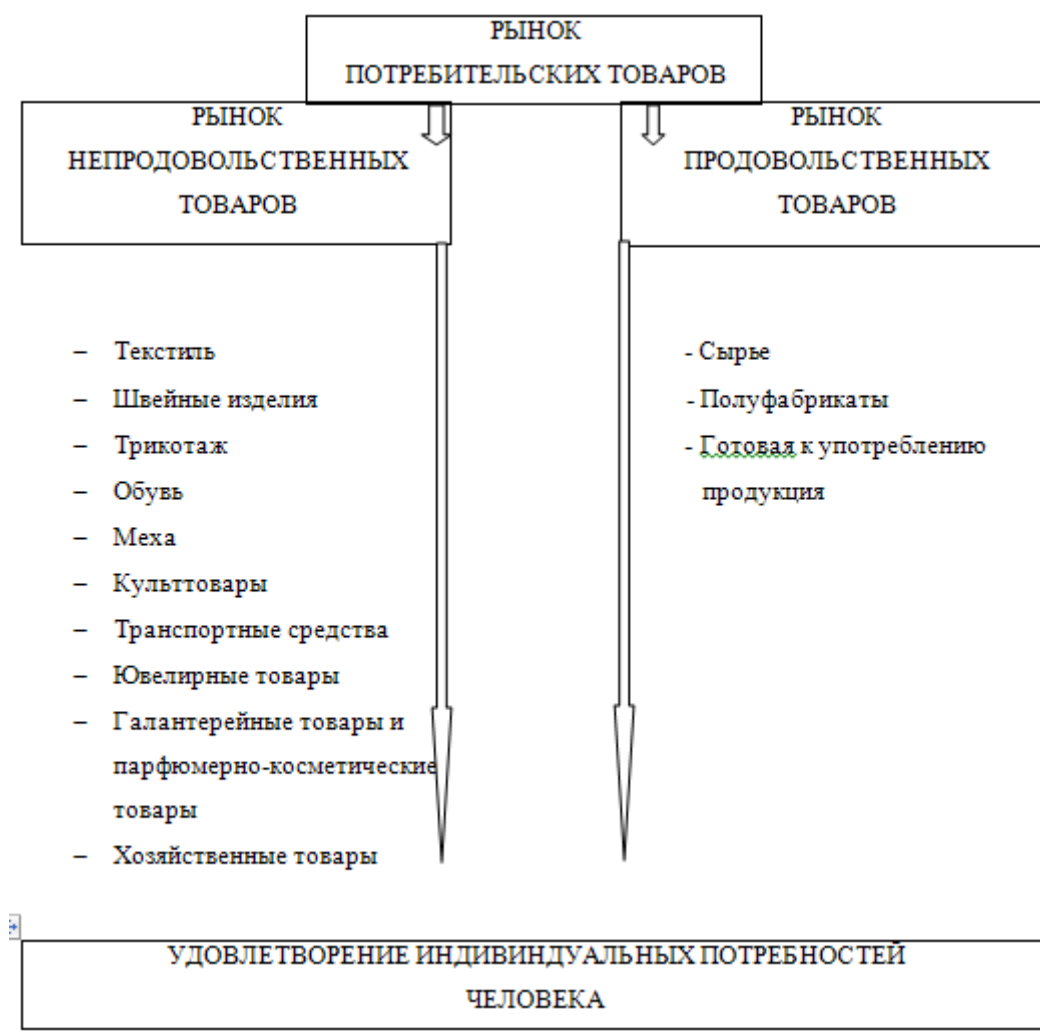 РЫНОК
ПОТРЕБИТЕЛЬСКИХ ТОВАРОВ
РЫНОК
НЕПРОДОВОЛЬСТВЕННЫХ
ТОВАРОВ
РЫНОК
ПРОДОВОЛЬСТВЕННЫХ
ТОВАРОВ
– Текстиль
– Швейные изделия
– Трикотаж
– Обувь
– Меха
– Культтовары
– Транспортные средства
– Ювелирные товары
– Галантерейные товары и
парфюмерно-косметические
товары
– Хозяйственные товары
- Сырье
- Полуфабрикаты
- Готовая к употреблению
продукция
УДОВЛЕТВОРЕНИЕ ИНДИВИНДУАЛЬНЫХ ПОТРЕБНОСТЕЙ
ЧЕЛОВЕКА